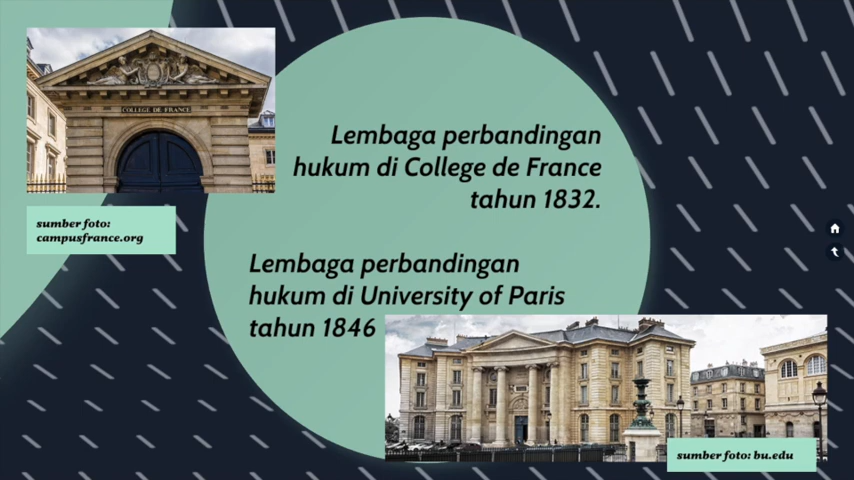 COLLEGE DE FRANCE
Lembaga perbandingan
hukum di College de France
tahun 1832.
sumber foto:
campusfrance.org
Lembaga perbandingan
hukum di University of Paris
tahun 1846
sumber foto: bu.edu